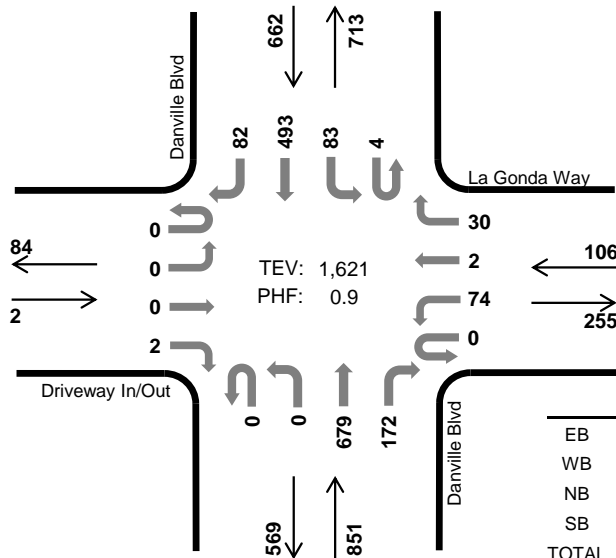 662
713
Danville Blvd
82
493
83
4
La Gonda Way
0
30
84
0
TEV: 1,621
2
106
2
0
PHF: 0.9
74
255
2
0
Driveway In/Out
0
0
679
172
Danville Blvd
569
851
EB
WB
NB
SB
TOTAL